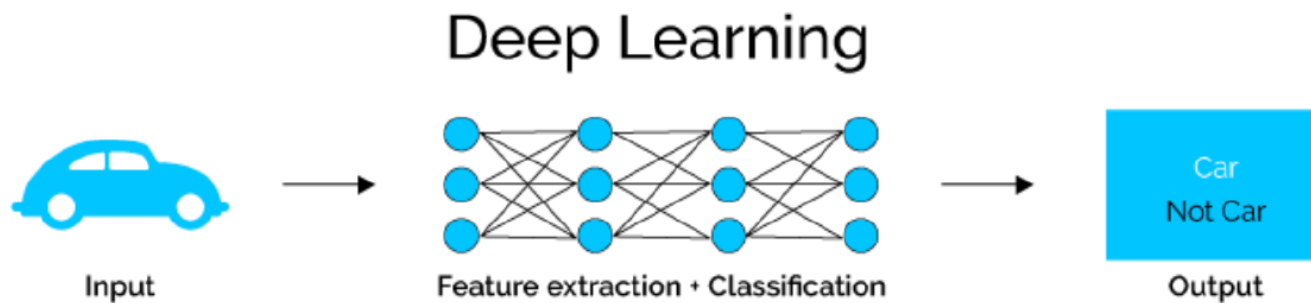 Deep Learning
Car
Not Car
Input
Feature extraction + Classification
Output